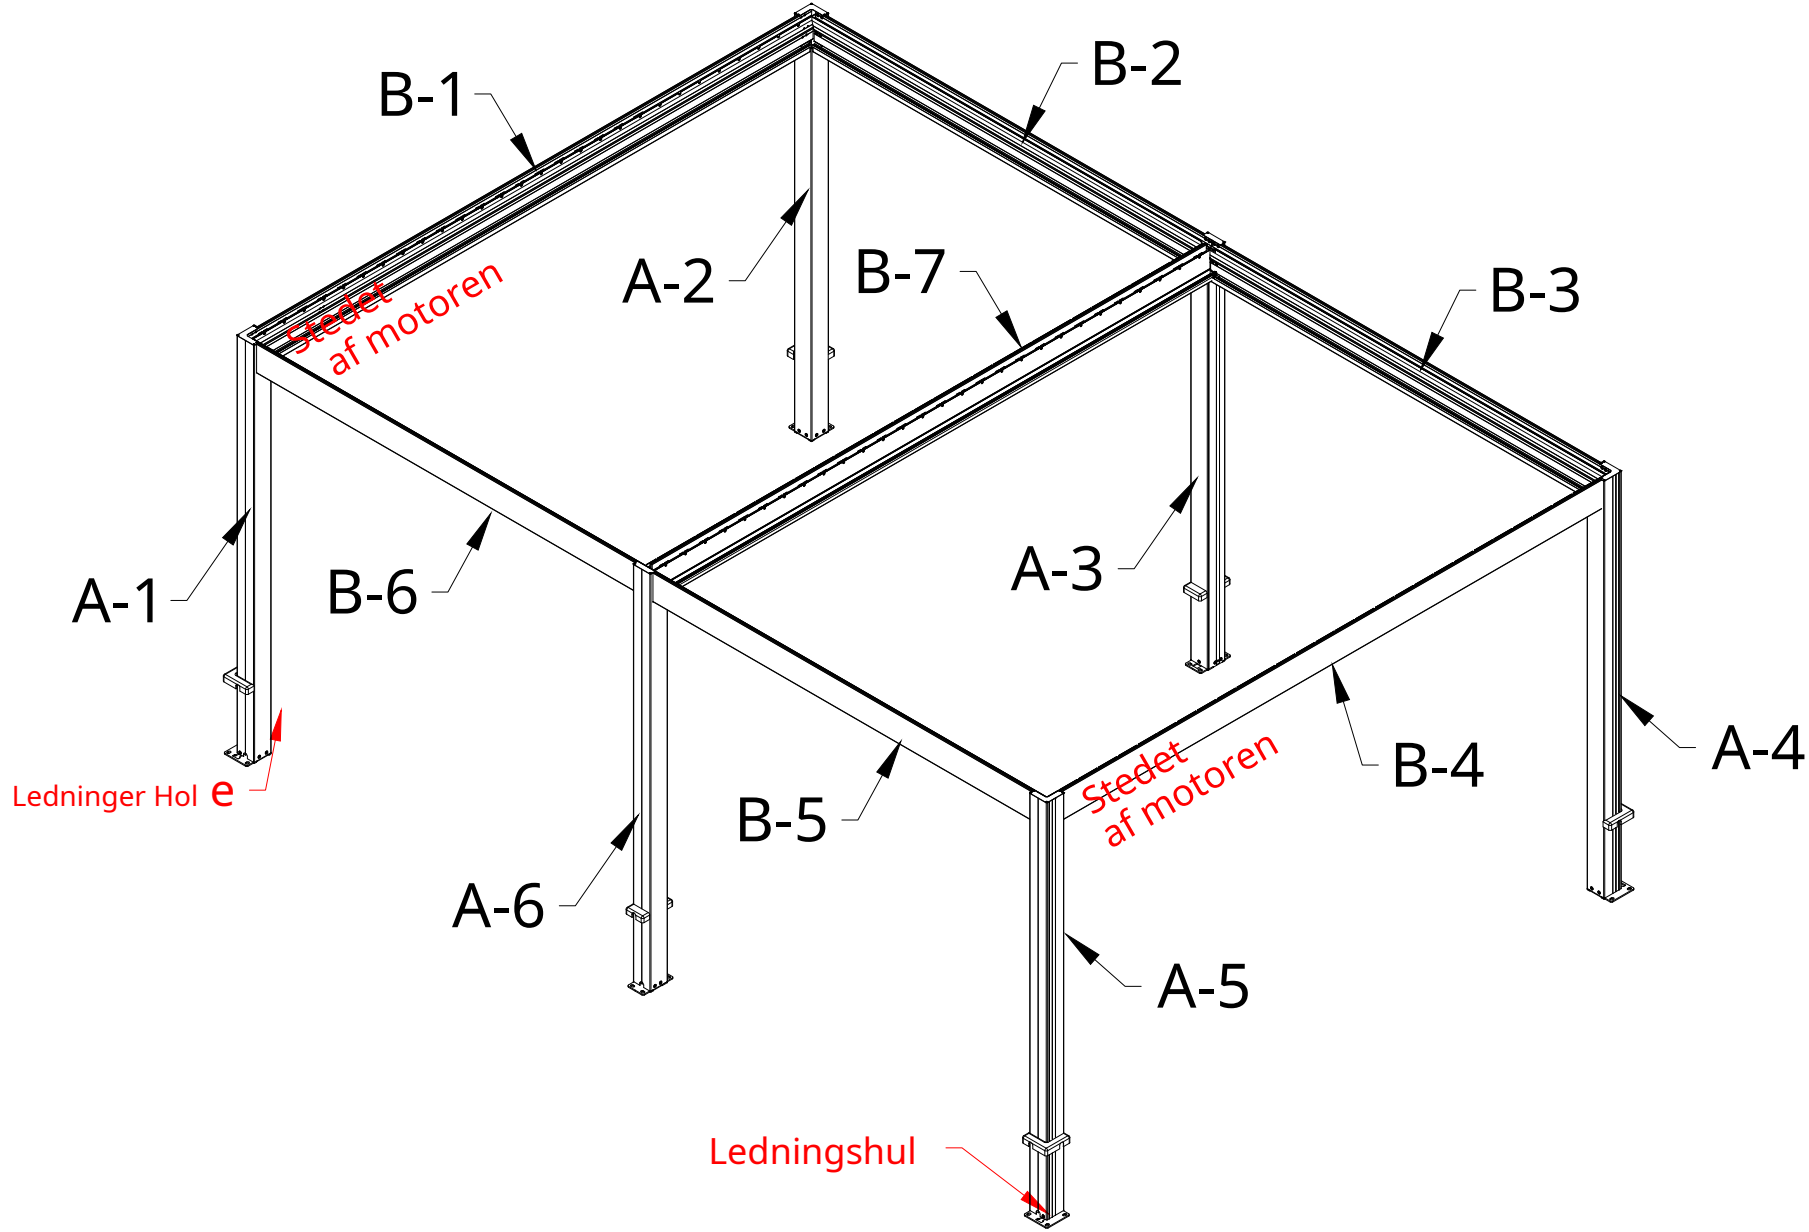 B-2
B-1
A-2
B-7
B-3
Stedet
af motoren
A-3
A-1
B-6
A-4
Stedet
af motoren
B-4
Ledninger Hol e
B-5
A-6
A-5
Ledningshul